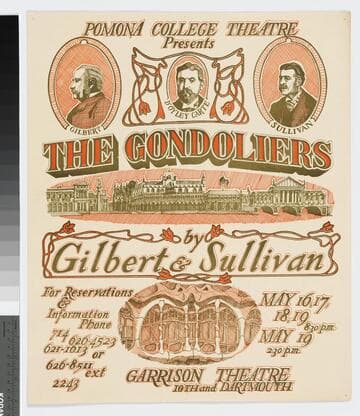 POMONA COLLEGE THEATRE
Presents
GILBERT
D'OYLEY CARTE
SULLIVAN
THE GONDOLIERS
by
Gilbert & Sullivan
For Reservations
&
Information
Phone
714 626-4523
621-1013 or
626-8511
ext
2243
MAY 16,17
18,19 8:30 p.m.
MAY 19
2:30 p.m.
GARRISON THEATRE
10TH and DARTMOUTH
KODAK